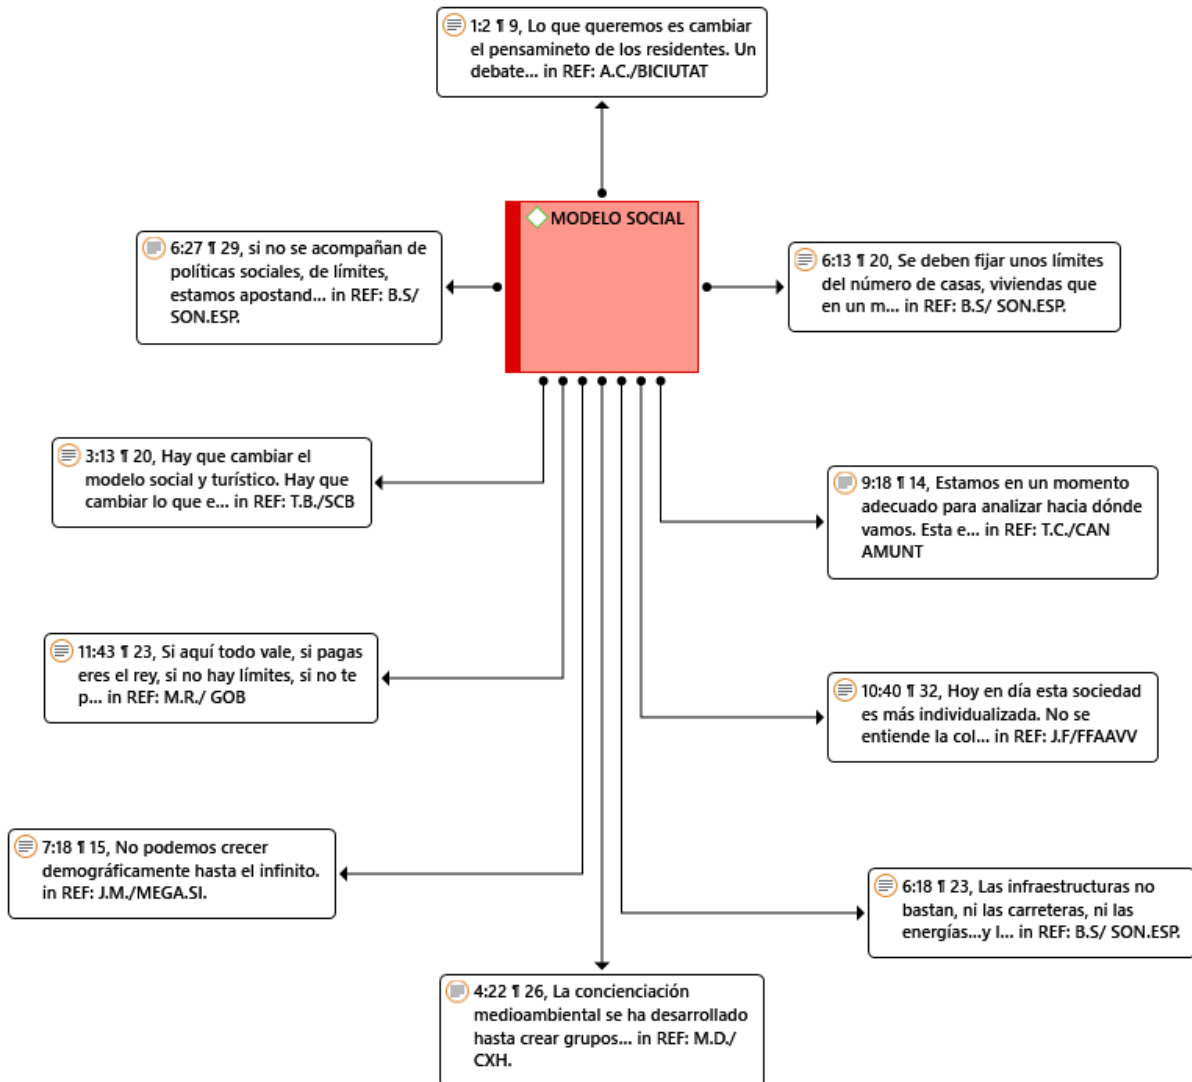 1:2 ¶ 9, Lo que queremos es cambiar
el pensamineto de los residentes. Un
debate... in REF: A.C./BICIUTAT
MODELO SOCIAL
6:27 ¶ 29, si no se acompañan de
políticas sociales, de límites,
estamos apostand... in REF: B.S/
SON.ESP.
6:13 ¶ 20, Se deben fijar unos límites
del número de casas, viviendas que
en un m... in REF: B.S/ SON.ESP.
3:13 ¶ 20, Hay que cambiar el
modelo social y turístico. Hay que
cambiar lo que e... in REF: T.B./SCB
9:18 ¶ 14, Estamos en un momento
adecuado para analizar hacia dónde
vamos. Esta e... in REF: T.C./CAN
AMUNT
11:43 ¶ 23, Si aquí todo vale, si pagas
eres el rey, si no hay límites, si no te
p... in REF: M.R./ GOB
10:40 ¶ 32, Hoy en día esta sociedad
es más individualizada. No se
entiende la col... in REF: J.F/FFAAVV
7:18 ¶ 15, No podemos crecer
demográficamente hasta el infinito.
in REF: J.M./MEGA.SI.
6:18 ¶ 23, Las infraestructuras no
bastan, ni las carreteras, ni las
energías...y l... in REF: B.S/ SON.ESP.
4:22 ¶ 26, La concienciación
medioambiental se ha desarrollado
hasta crear grupos... in REF: M.D./
CXH.